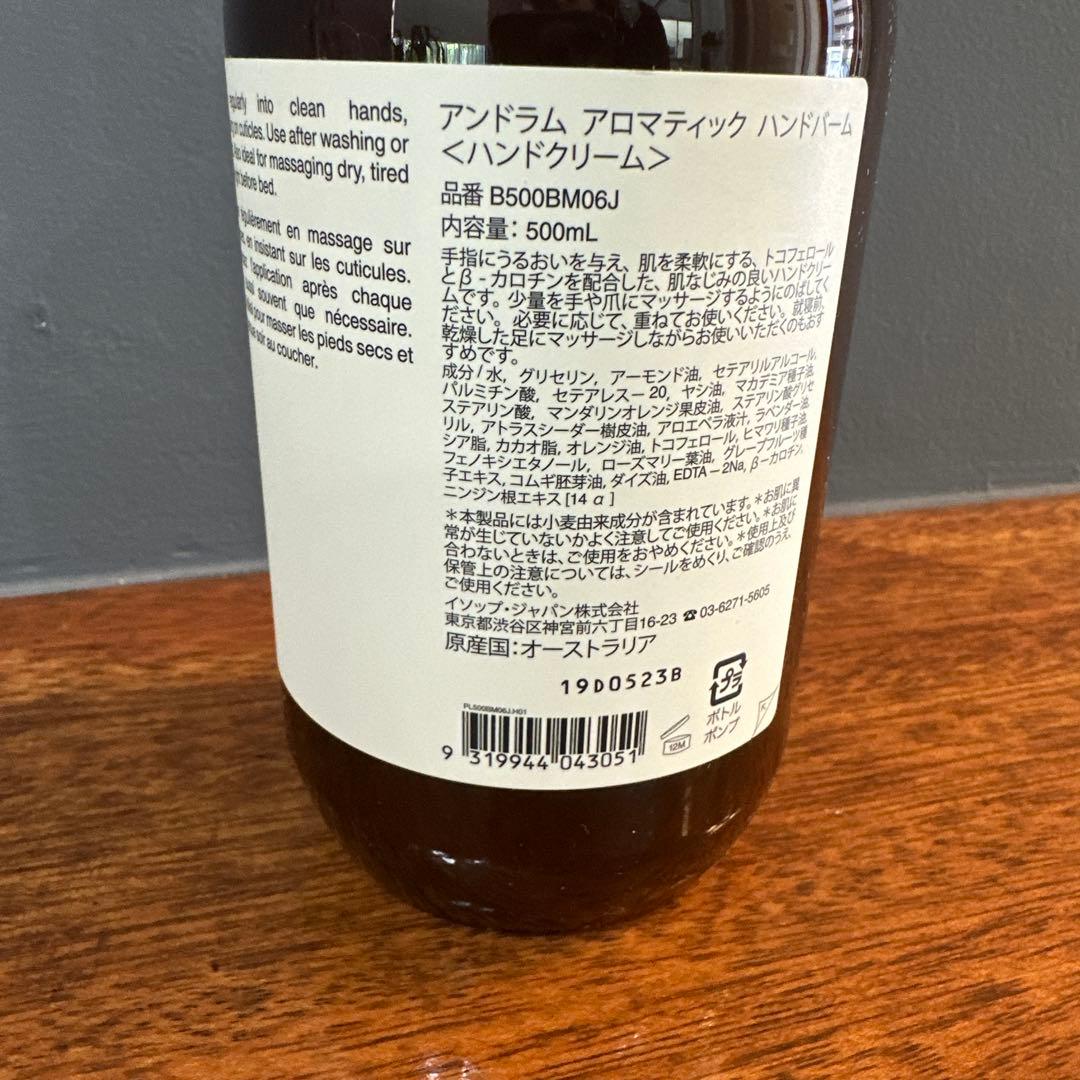 into clean hands,
cuticles. Use after washing or
ideal for massaging dry, tired
before bed.
en massage sur
en insistant sur les cuticules.
l'application après chaque
souvent que nécessaire.
pour masser les pieds secs et
soir au coucher.
アンドラム アロマティック ハンドバーム
<ハンドクリーム>
品番 B500BM06J
内容量: 500mL
手指にうるおいを与え、肌を柔軟にする、トコフェロール
とβ-カロチンを配合した、肌なじみの良いハンドクリー
ムです。少量を手や爪にマッサージするようにのばしてく
ださい。必要に応じて、重ねてお使いください。就寝前、
乾燥した足にマッサージしながらお使いいただくのもおす
すめです。
成分/水, グリセリン, アーモンド油, セテアリルアルコール,
パルミチン酸, セテアレス-20, ヤシ油, マカデミア種子油,
ステアリン酸, マンダリンオレンジ果皮油, ステアリン酸グリセ
リル, アトラスシーダー樹皮油, アロエベラ液汁, ラベンダー油,
シア脂, カカオ脂, オレンジ油, トコフェロール, ヒマワリ種子油,
フェノキシエタノール, ローズマリー葉油, グレープフルーツ種
子エキス, コムギ胚芽油, ダイズ油, EDTA-2Na, β-カロチン,
ニンジン根エキス [14 α]
*本製品には小麦由来成分が含まれています。*お肌に異
常が生じていないかよく注意してご使用ください。*お肌に
合わないときは、ご使用をおやめください。*使用上及び
保管上の注意については、シールをめくり、ご確認のうえ、
ご使用ください。
イソップ・ジャパン株式会社
東京都渋谷区神宮前六丁目16-23 ☎03-6271-5605
原産国:オーストラリア
19D0523B
プラ
ボトル
ポンプ
PL500BM06J.H01
9 319944 043051
12M